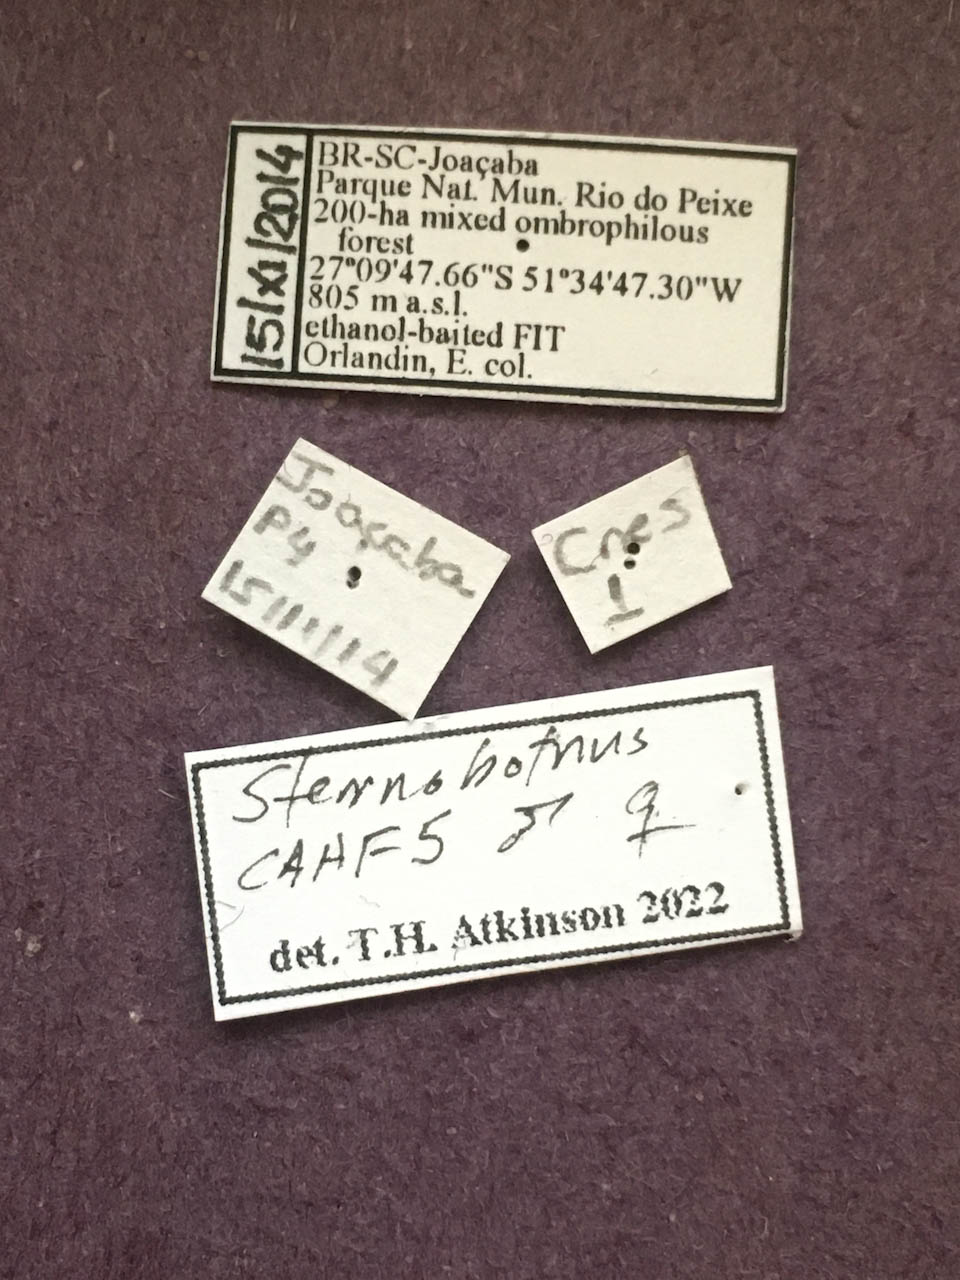 15/XI/2014
BR-SC-Joaçaba
Parque Nat. Mun. Rio do Peixe
200-ha mixed ombrophilous
forest
27°09'47.66"S 51°34'47.30"W
805 m a.s.l.
ethanol-baited FIT
Orlandin, E. col.
Joaçaba
P4
15/11/14
Cnes
1
Sternobothrus
CAHF5 ♂ ♀
det. T.H. Atkinson 2022